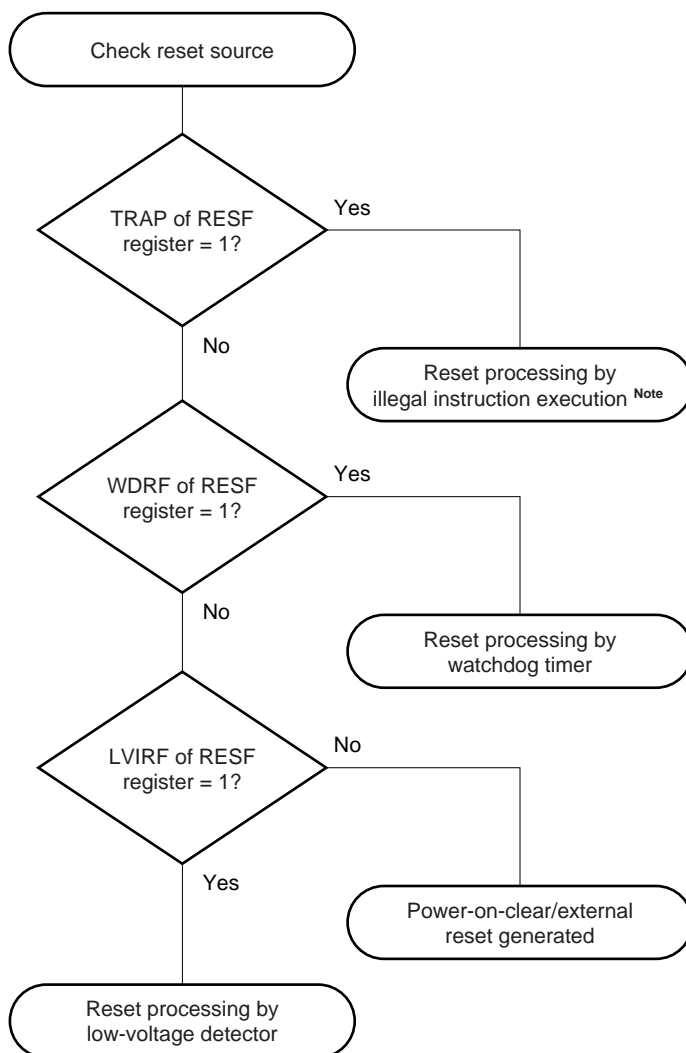 Check reset source
TRAP of RESF
register = 1?
Yes
No
Reset processing by
illegal instruction execution Note
WDRF of RESF
register = 1?
Yes
No
Reset processing by
watchdog timer
LVIRF of RESF
register = 1?
No
Yes
Power-on-clear/external
reset generated
Reset processing by
low-voltage detector